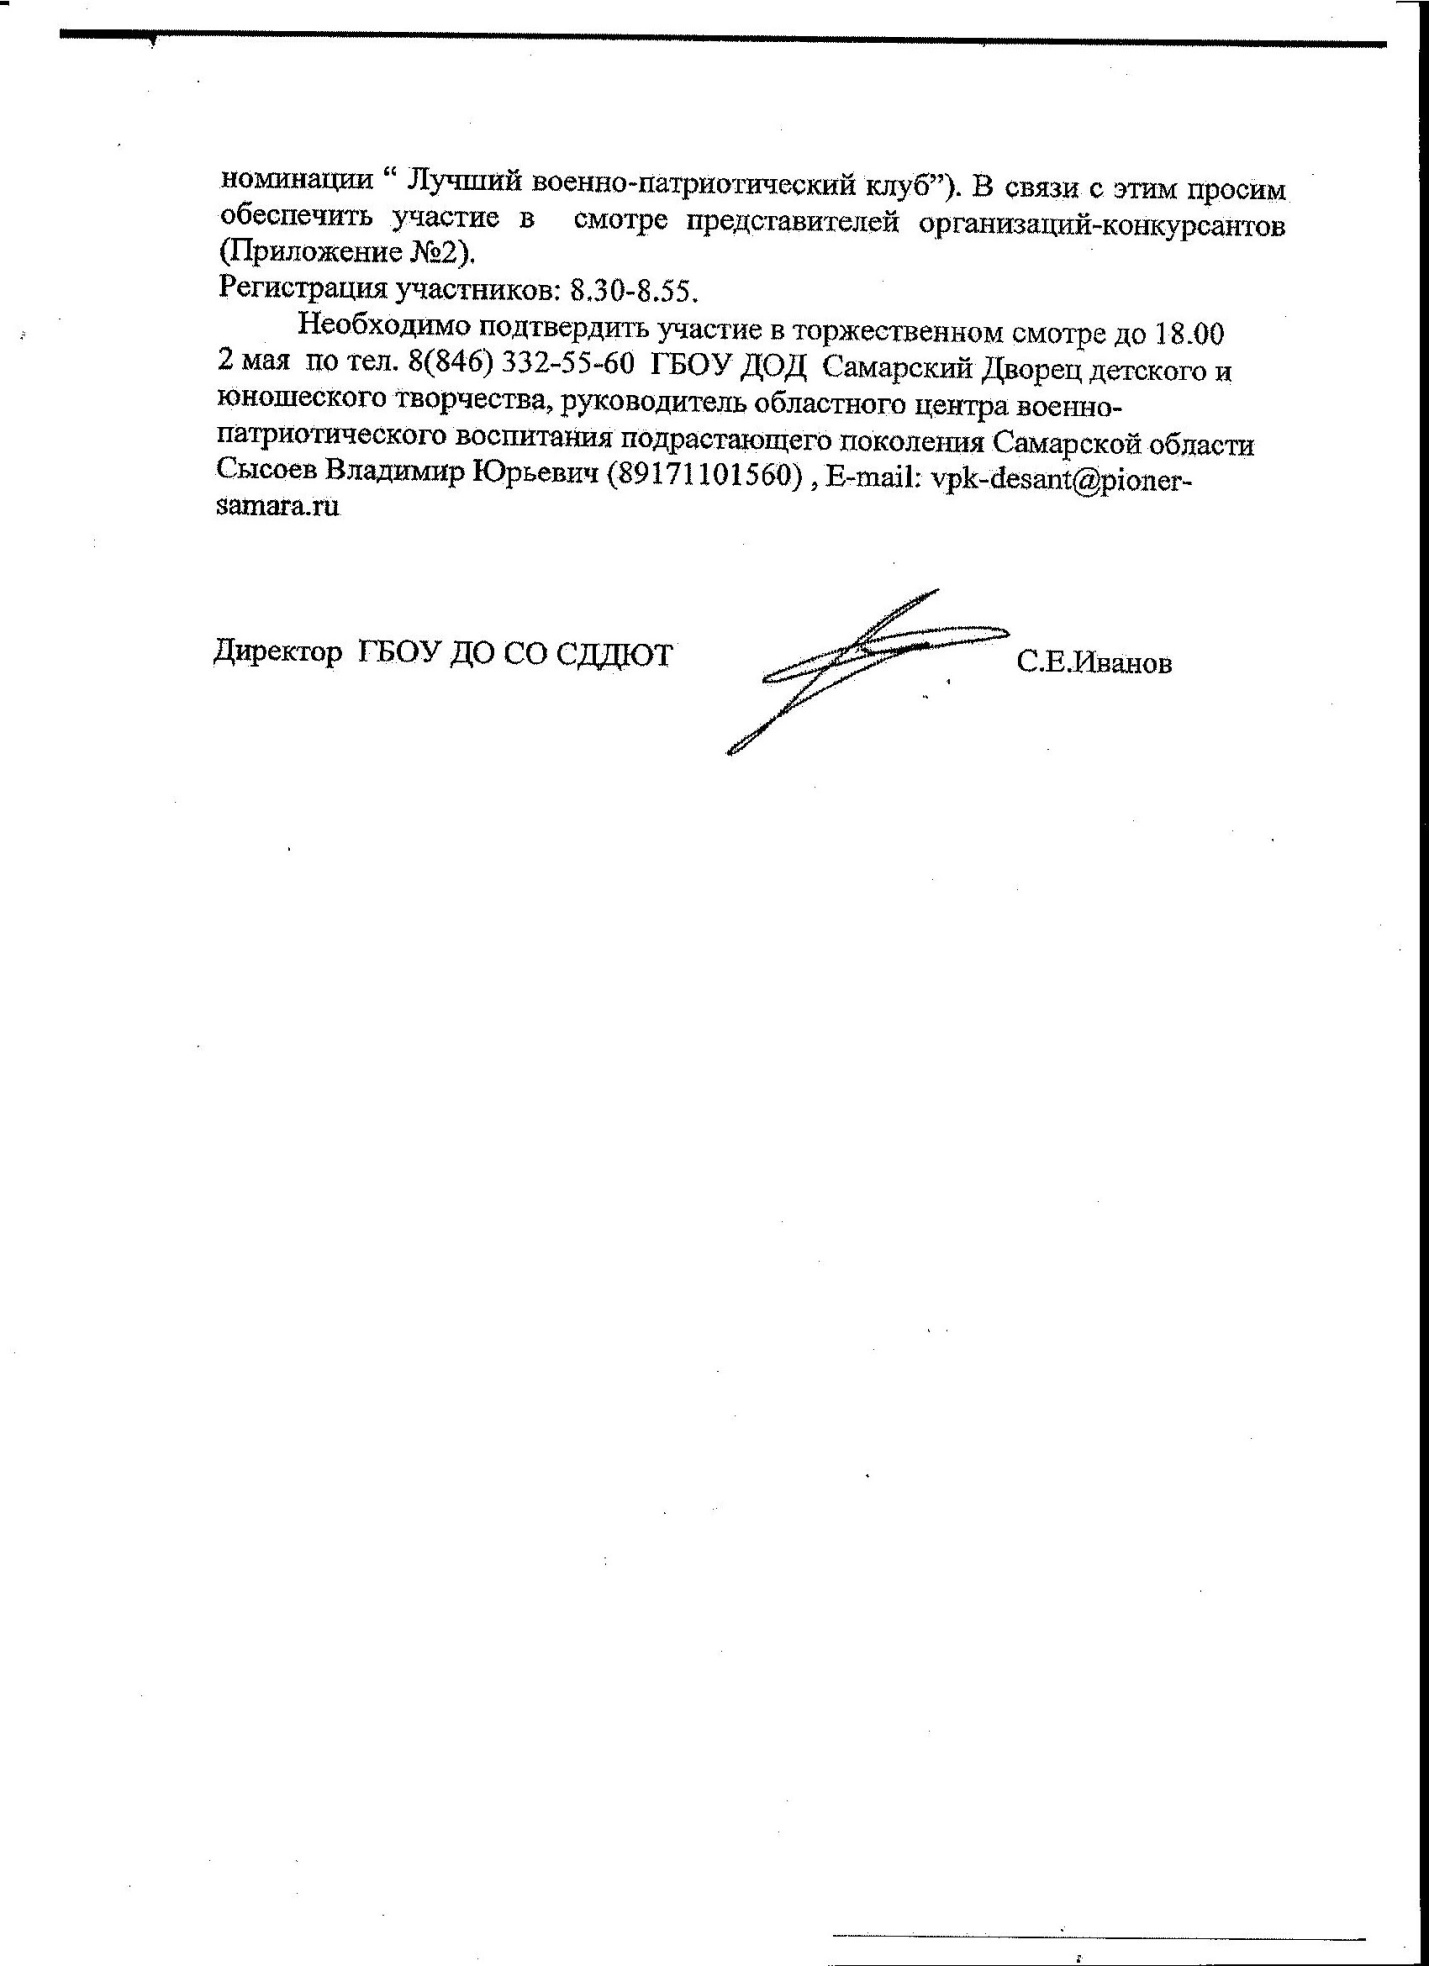 номинации “ Лучший военно-патриотический клуб”). В связи с этим просим
обеспечить участие в смотре представителей организаций-конкурсантов
(Приложение №2).
Регистрация участников: 8.30-8.55.
Необходимо подтвердить участие в торжественном смотре до 18.00
2 мая по тел. 8(846) 332-55-60 ГБОУ ДОД Самарский Дворец детского и
юношеского творчества, руководитель областного центра военно-
патриотического воспитания подрастающего поколения Самарской области
Сысоев Владимир Юрьевич (89171101560) , E-mail: vpk-desant@pioner-
samara.ru
Директор ГБОУ ДО СО СДДЮТ С.Е.Иванов